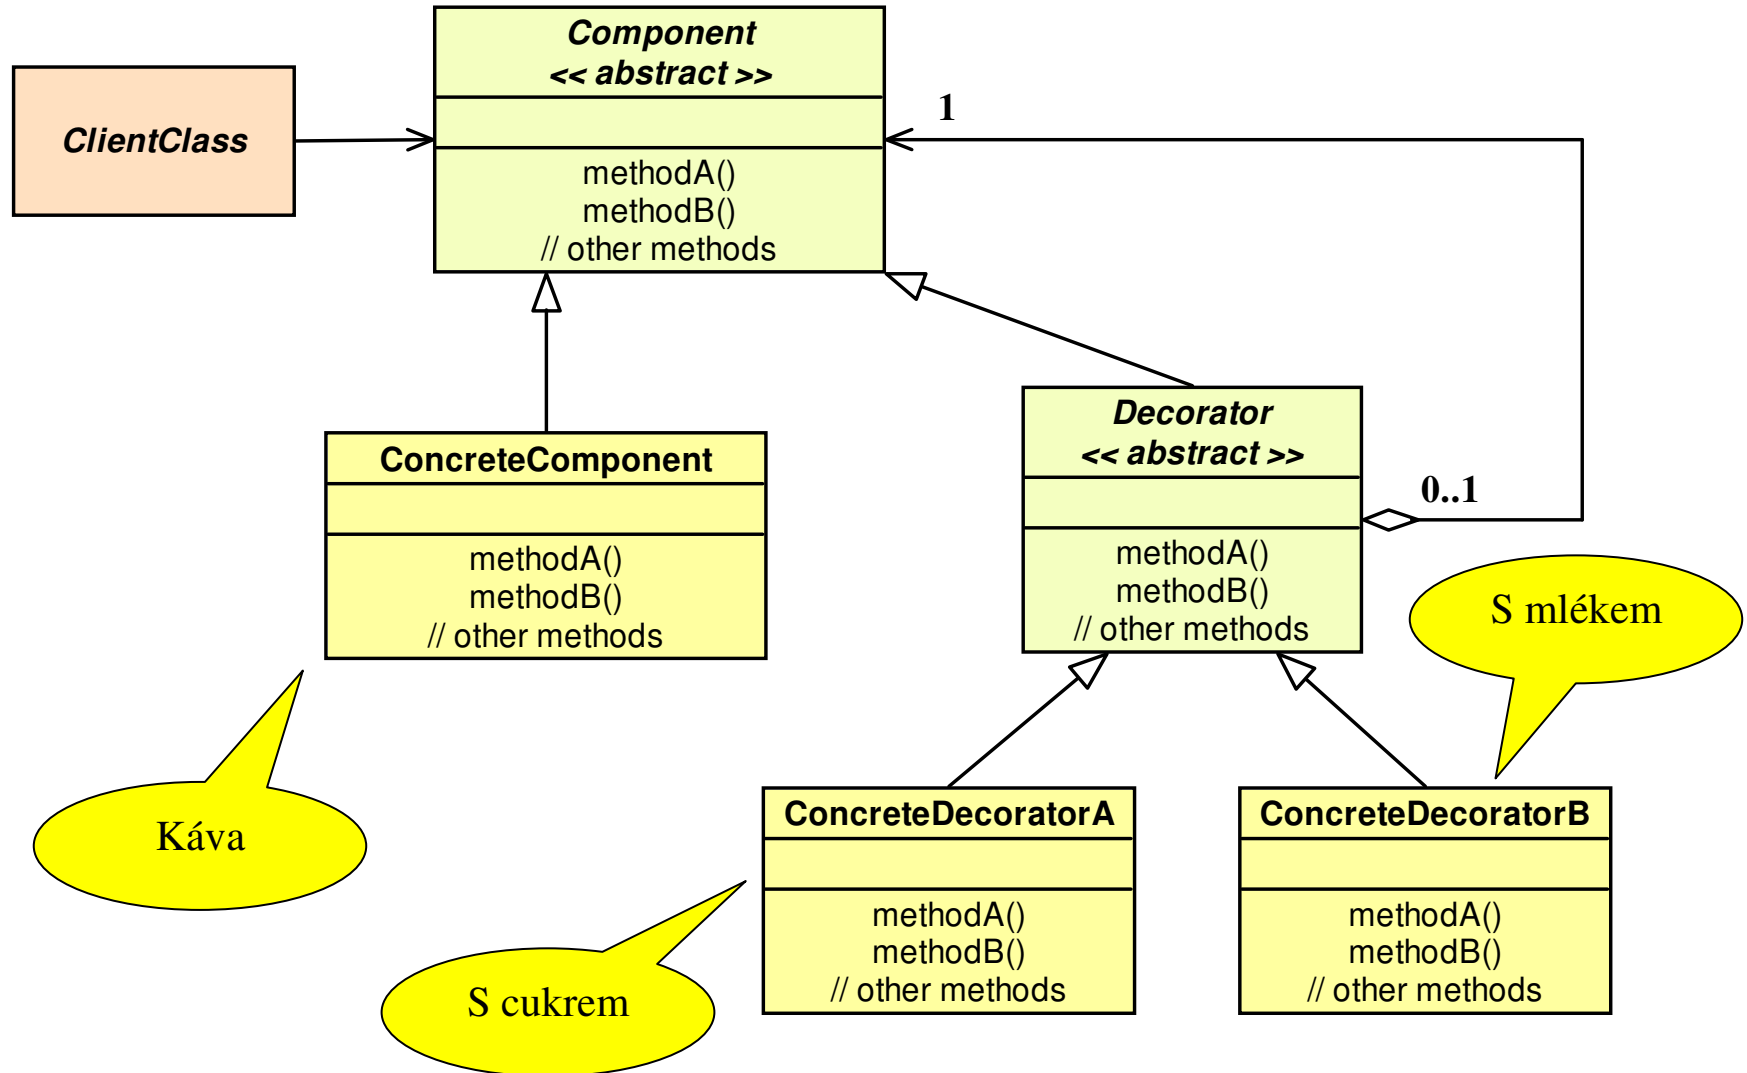 Component
<< abstract >>
methodA()
methodB()
// other methods
ClientClass
1
ConcreteComponent
methodA()
methodB()
// other methods
Decorator
<< abstract >>
methodA()
methodB()
// other methods
0..1
S mlékem
Káva
S cukrem
ConcreteDecoratorA
methodA()
methodB()
// other methods
ConcreteDecoratorB
methodA()
methodB()
// other methods